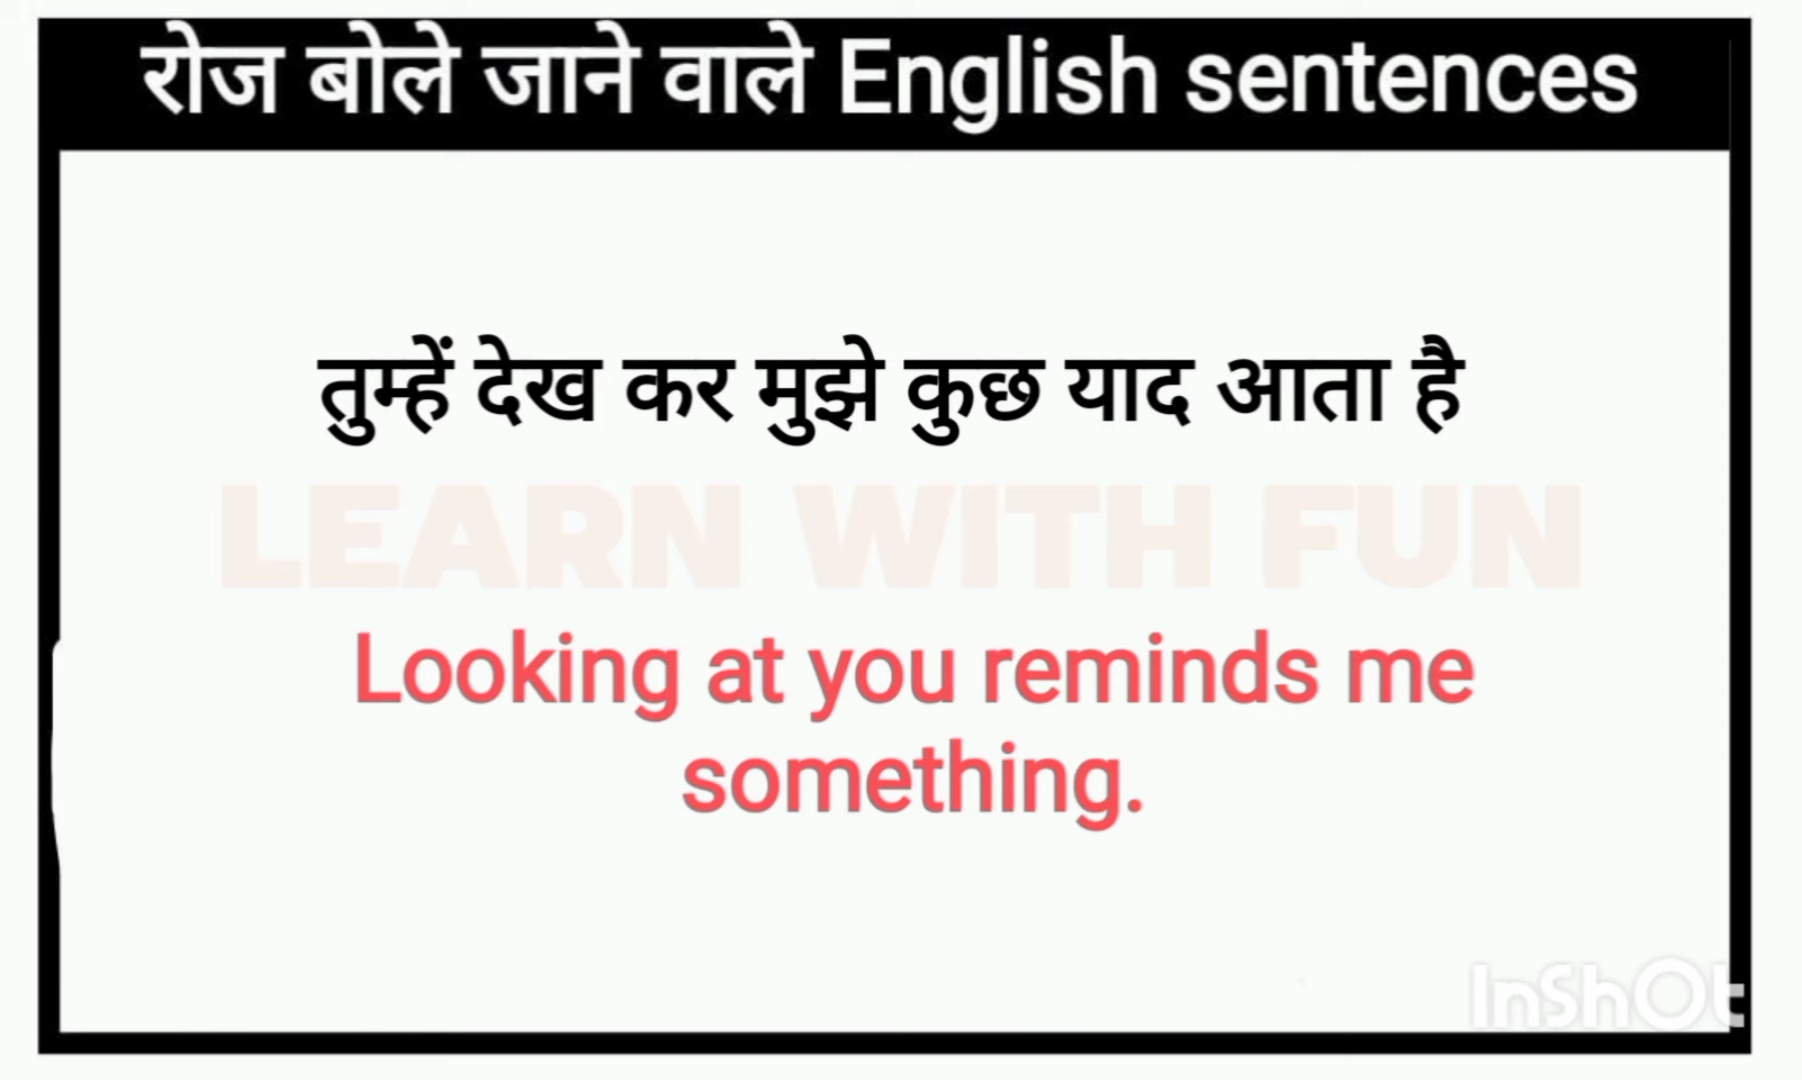 रोज बोले जाने वाले English sentences
तुम्हें देख कर मुझे कुछ याद आता है
LEARN WITH FUN
Looking at you reminds me
something.
InShOt